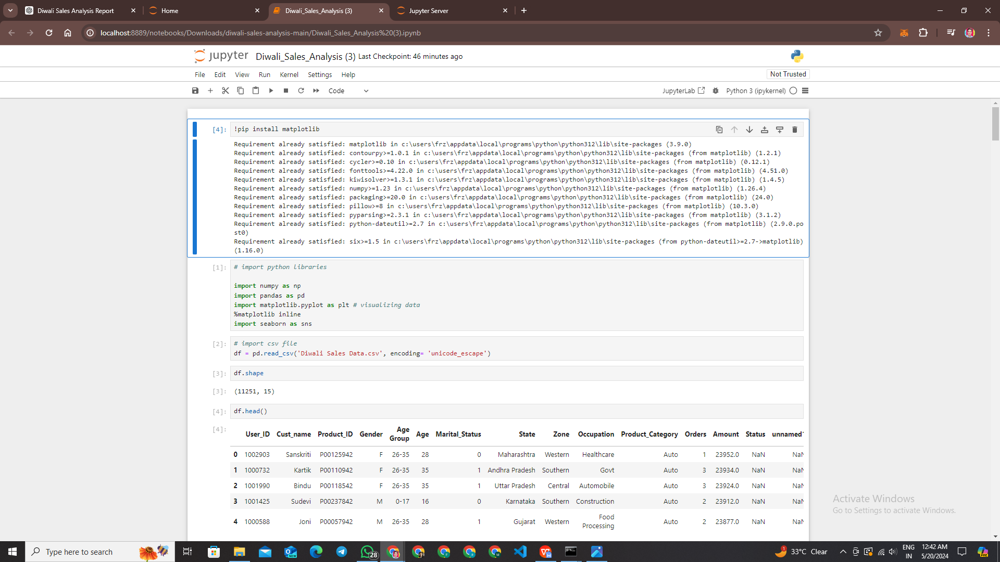 Diwali Sales Analysis Report
Home
Diwali_Sales_Analysis (3)
Jupyter Server
localhost:8889/notebooks/Downloads/diwali-sales-analysis-main/Diwali_Sales_Analysis%20(3).ipynb
jupyter Diwali_Sales_Analysis (3) Last Checkpoint: 46 minutes ago
File Edit View Run Kernel Settings Help
Not Trusted
Code
JupyterLab
Python 3 (ipykernel)
[4]: !pip install matplotlib
Requirement already satisfied: matplotlib in c:\users\frz\appdata\local\programs\python\python312\lib\site-packages (3.9.0)
Requirement already satisfied: contourpy>=1.0.1 in c:\users\frz\appdata\local\programs\python\python312\lib\site-packages (from matplotlib) (1.2.1)
Requirement already satisfied: cycler>=0.10 in c:\users\frz\appdata\local\programs\python\python312\lib\site-packages (from matplotlib) (0.12.1)
Requirement already satisfied: fonttools>=4.22.0 in c:\users\frz\appdata\local\programs\python\python312\lib\site-packages (from matplotlib) (4.51.0)
Requirement already satisfied: kiwisolver>=1.3.1 in c:\users\frz\appdata\local\programs\python\python312\lib\site-packages (from matplotlib) (1.4.5)
Requirement already satisfied: numpy>=1.23 in c:\users\frz\appdata\local\programs\python\python312\lib\site-packages (from matplotlib) (1.26.4)
Requirement already satisfied: packaging>=20.0 in c:\users\frz\appdata\local\programs\python\python312\lib\site-packages (from matplotlib) (24.0)
Requirement already satisfied: pillow>=8 in c:\users\frz\appdata\local\programs\python\python312\lib\site-packages (from matplotlib) (10.3.0)
Requirement already satisfied: pyparsing>=2.3.1 in c:\users\frz\appdata\local\programs\python\python312\lib\site-packages (from matplotlib) (3.1.2)
Requirement already satisfied: python-dateutil>=2.7 in c:\users\frz\appdata\local\programs\python\python312\lib\site-packages (from matplotlib) (2.9.0.po
st0)
Requirement already satisfied: six>=1.5 in c:\users\frz\appdata\local\programs\python\python312\lib\site-packages (from python-dateutil>=2.7->matplotlib)
(1.16.0)
[1]: # import python libraries
import numpy as np
import pandas as pd
import matplotlib.pyplot as plt # visualizing data
%matplotlib inline
import seaborn as sns
[2]: # import csv file
df = pd.read_csv('Diwali Sales Data.csv', encoding= 'unicode_escape')
[3]: df.shape
[3]: (11251, 15)
[4]: df.head()
[4]:
User_ID Cust_name Product_ID Gender Age Group Age Marital_Status State Zone Occupation Product_Category Orders Amount Status unnamed
0 1002903 Sanskriti P00125942 F 26-35 28 0 Maharashtra Western Healthcare Auto 1 23952.0 NaN NaN
1 1000732 Kartik P00110942 F 26-35 35 1 Andhra Pradesh Southern Govt Auto 3 23934.0 NaN NaN
2 1001990 Bindu P00118542 F 26-35 35 1 Uttar Pradesh Central Automobile Auto 3 23924.0 NaN NaN
3 1001425 Sudevi P00237842 M 0-17 16 0 Karnataka Southern Construction Auto 2 23912.0 NaN NaN
4 1000588 Joni P00057942 M 26-35 28 1 Gujarat Western Food Processing Auto 2 23877.0 NaN NaN
Activate Windows
Go to Settings to activate Windows.
Type here to search
NEW
28
1
33°C Clear
ENG
IN
12:42 AM
5/20/2024
PRE